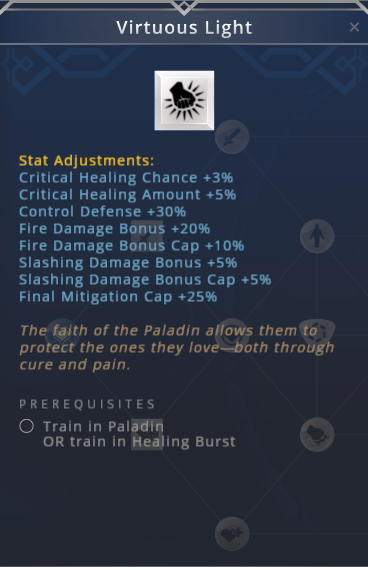 Virtuous Light
Stat Adjustments:
Critical Healing Chance +3%
Critical Healing Amount +5%
Control Defense +30%
Fire Damage Bonus +20%
Fire Damage Bonus Cap +10%
Slashing Damage Bonus +5%
Slashing Damage Bonus Cap +5%
Final Mitigation Cap +25%
The faith of the Paladin allows them to
protect the ones they love—both through
cure and pain.
PREREQUISITES
Train in Paladin
OR train in Healing Burst